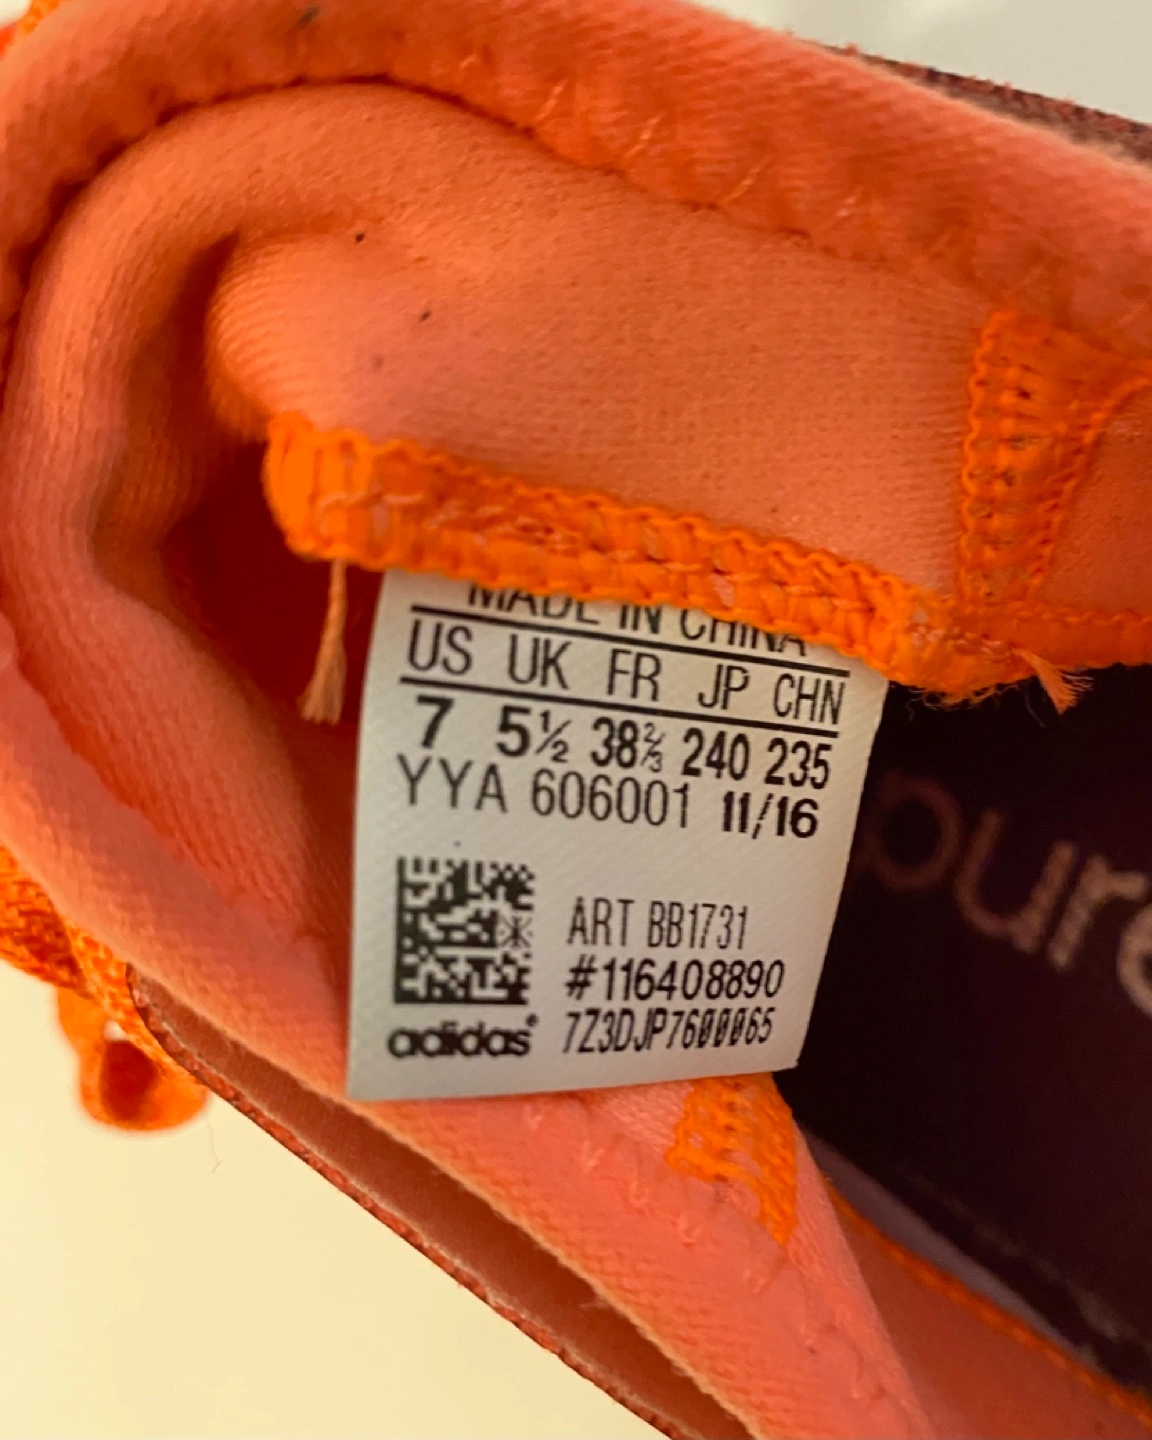 MADE IN CHINA
US UK FR JP CHN
7 5½ 38⅔ 240 235
YYA 606001 11/16
ART BB1731
#116408890
adidas® 7Z3DJP7600065
pure